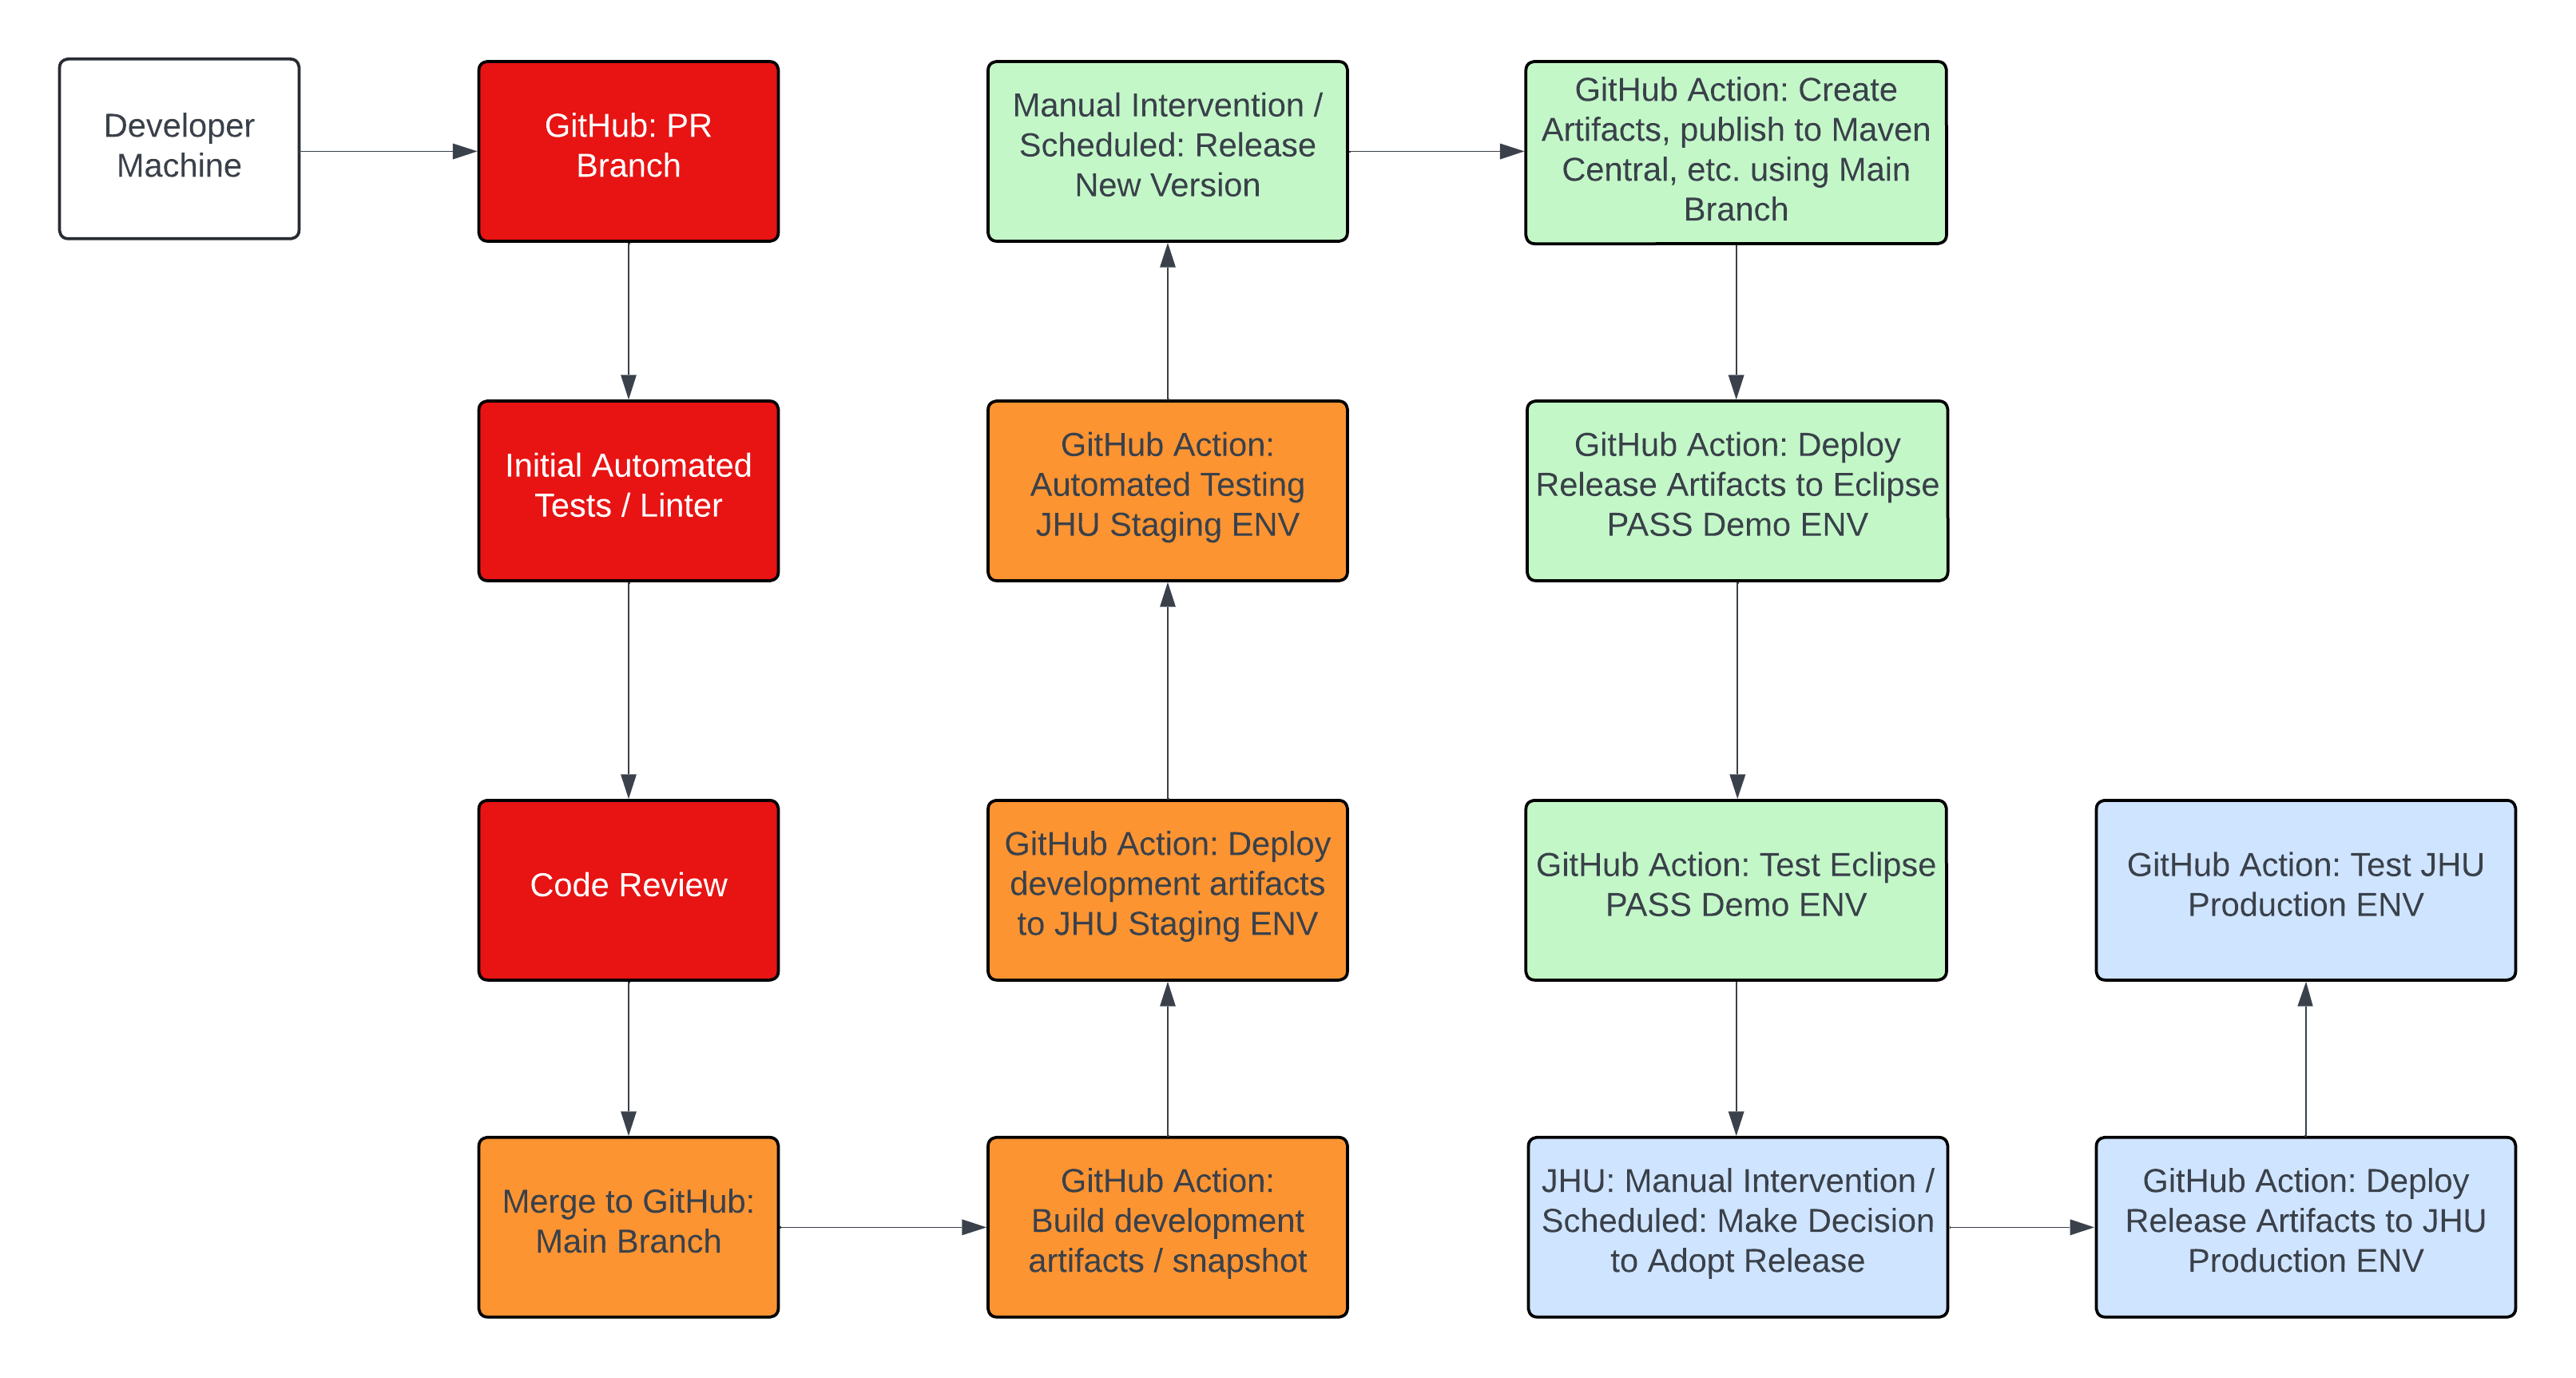 Developer
Machine
GitHub: PR
Branch
Initial Automated
Tests / Linter
Code Review
Merge to GitHub:
Main Branch
GitHub Action:
Build development
artifacts / snapshot
GitHub Action: Deploy
development artifacts
to JHU Staging ENV
GitHub Action:
Automated Testing
JHU Staging ENV
Manual Intervention /
Scheduled: Release
New Version
GitHub Action: Create
Artifacts, publish to Maven
Central, etc. using Main
Branch
GitHub Action: Deploy
Release Artifacts to Eclipse
PASS Demo ENV
GitHub Action: Test Eclipse
PASS Demo ENV
JHU: Manual Intervention /
Scheduled: Make Decision
to Adopt Release
GitHub Action: Deploy
Release Artifacts to JHU
Production ENV
GitHub Action: Test JHU
Production ENV